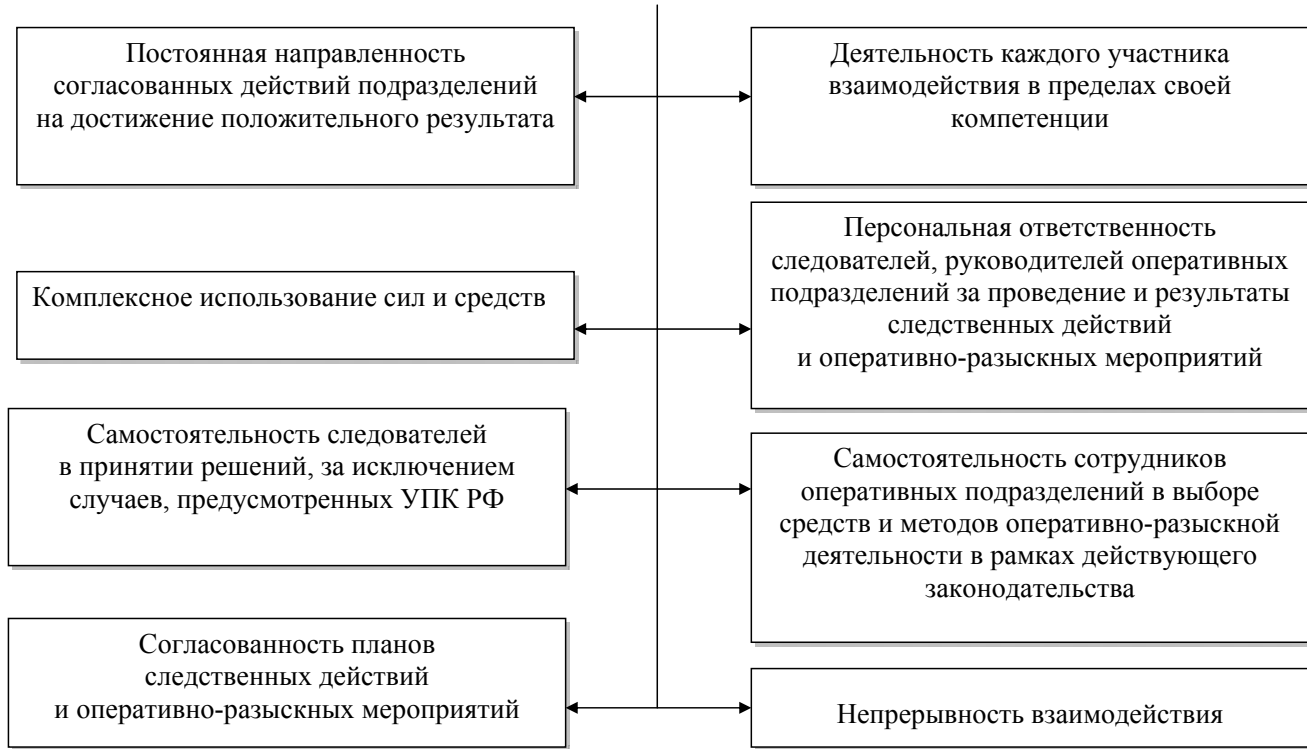 Постоянная направленность
согласованных действий подразделений
на достижение положительного результата
Деятельность каждого участника
взаимодействия в пределах своей
компетенции
Комплексное использование сил и средств
Персональная ответственность
следователей, руководителей оперативных
подразделений за проведение и результаты
следственных действий
и оперативно-разыскных мероприятий
Самостоятельность следователей
в принятии решений, за исключением
случаев, предусмотренных УПК РФ
Самостоятельность сотрудников
оперативных подразделений в выборе
средств и методов оперативно-разыскной
деятельности в рамках действующего
законодательства
Согласованность планов
следственных действий
и оперативно-разыскных мероприятий
Непрерывность взаимодействия